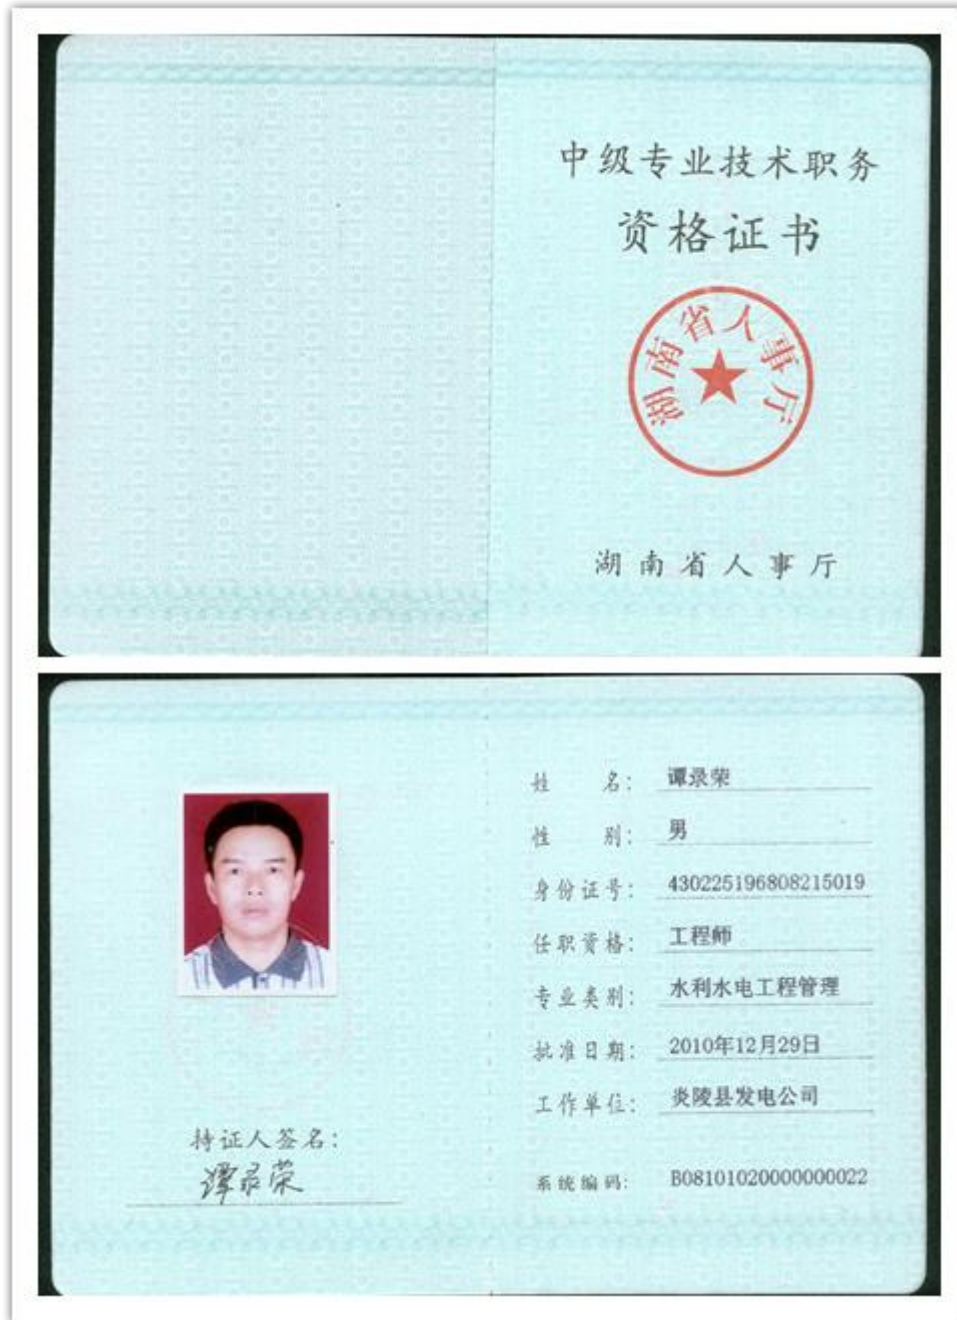 中级专业技术职务
资格证书
湖南省人事厅
湖南省人事厅
姓 名: 谭录荣
性 别: 男
身份证号: 430225196808215019
任职资格: 工程师
专业类别: 水利水电工程管理
批准日期: 2010年12月29日
工作单位: 炎陵县发电公司
系统编码: B08101020000000022
持证人签名:
谭录荣